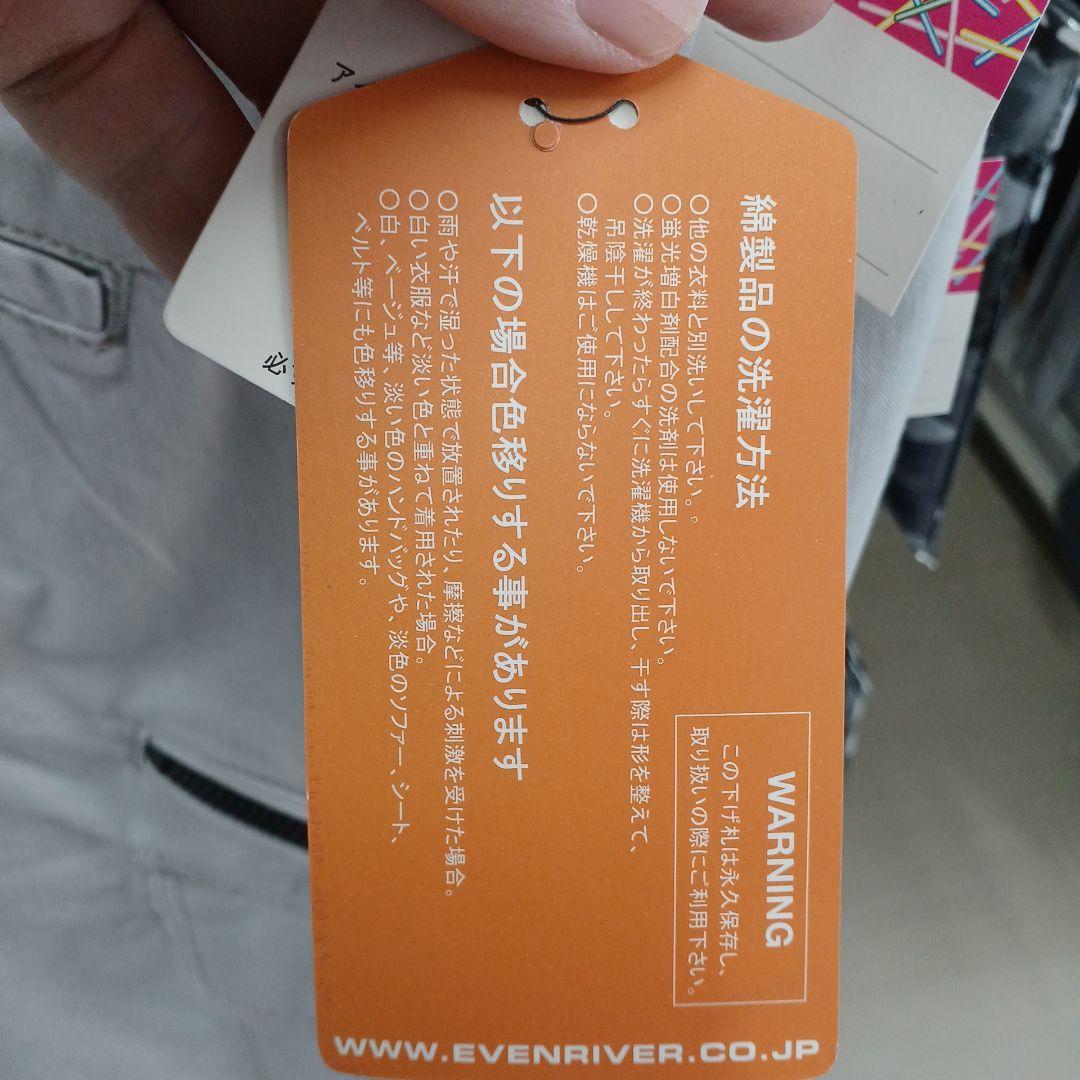 綿製品の洗濯方法
〇他の衣料と別洗いして下さい。。
〇蛍光増白剤配合の洗剤は使用しないで下さい。
〇洗濯が終わったらすぐに洗濯機から取り出し、干す際は形を整えて、
吊陰干しして下さい。
〇乾燥機はご使用にならないで下さい。
以下の場合色移りする事があります
〇雨や汗で湿った状態で放置されたり、摩擦などによる刺激を受けた場合。
〇白い衣服など淡い色と重ねて着用された場合。
〇白、ベージュ等、淡い色のハンドバッグや、淡色のソファー、シート、
ベルト等にも色移りする事があります。
WARNING
この下げ札は永久保存し、
取り扱いの際にご利用下さい。
WWW.EVENRIVER.CO.JP
ア
必